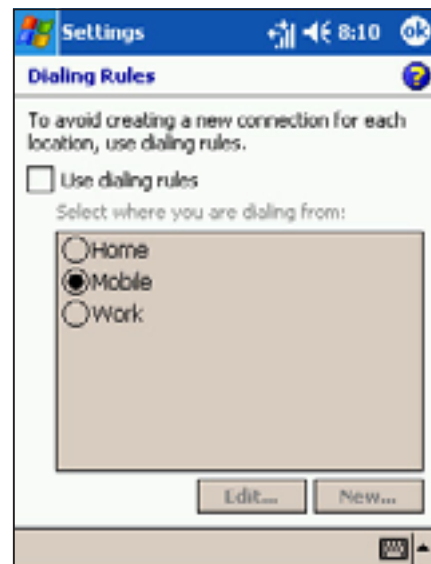 Settings 8:10 ok
Dialing Rules ?
To avoid creating a new connection for each
location, use dialing rules.
Use dialing rules
Select where you are dialing from:
Home
Mobile
Work
Edit... New...